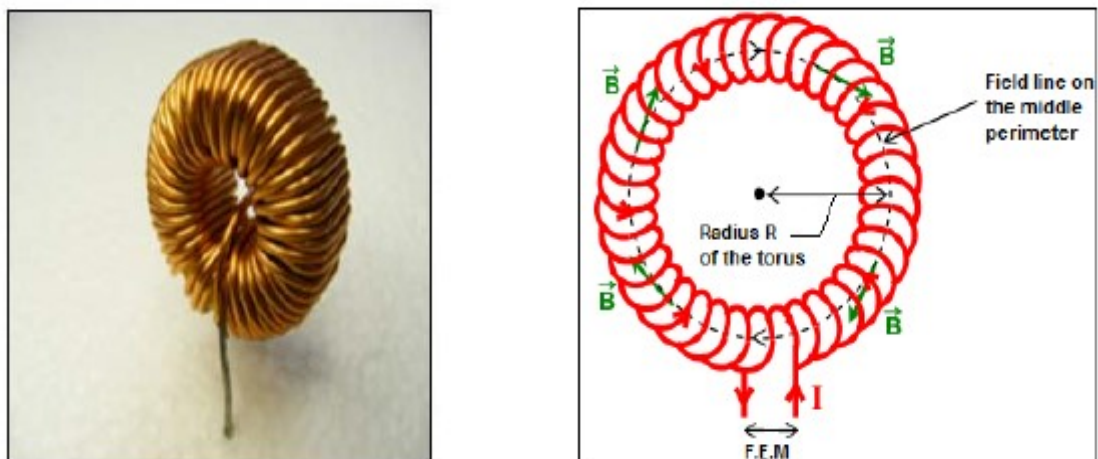 B
B
Field line on
the middle
perimeter
Radius R
of the torus
B
B
I
F.E.M